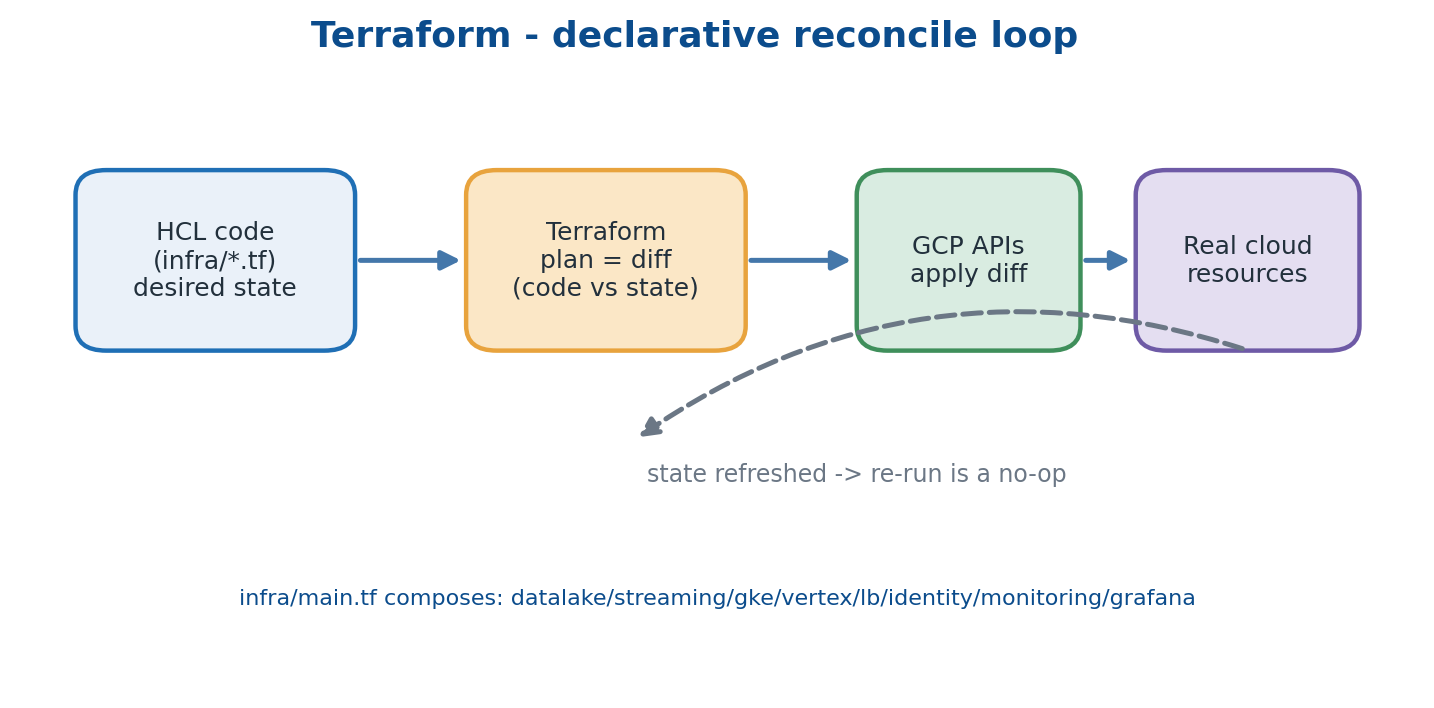 Terraform - declarative reconcile loop
HCL code
(infra/*.tf)
desired state
Terraform
plan = diff
(code vs state)
GCP APIs
apply diff
Real cloud
resources
state refreshed -> re-run is a no-op
infra/main.tf composes: datalake/streaming/gke/vertex/lb/identity/monitoring/grafana